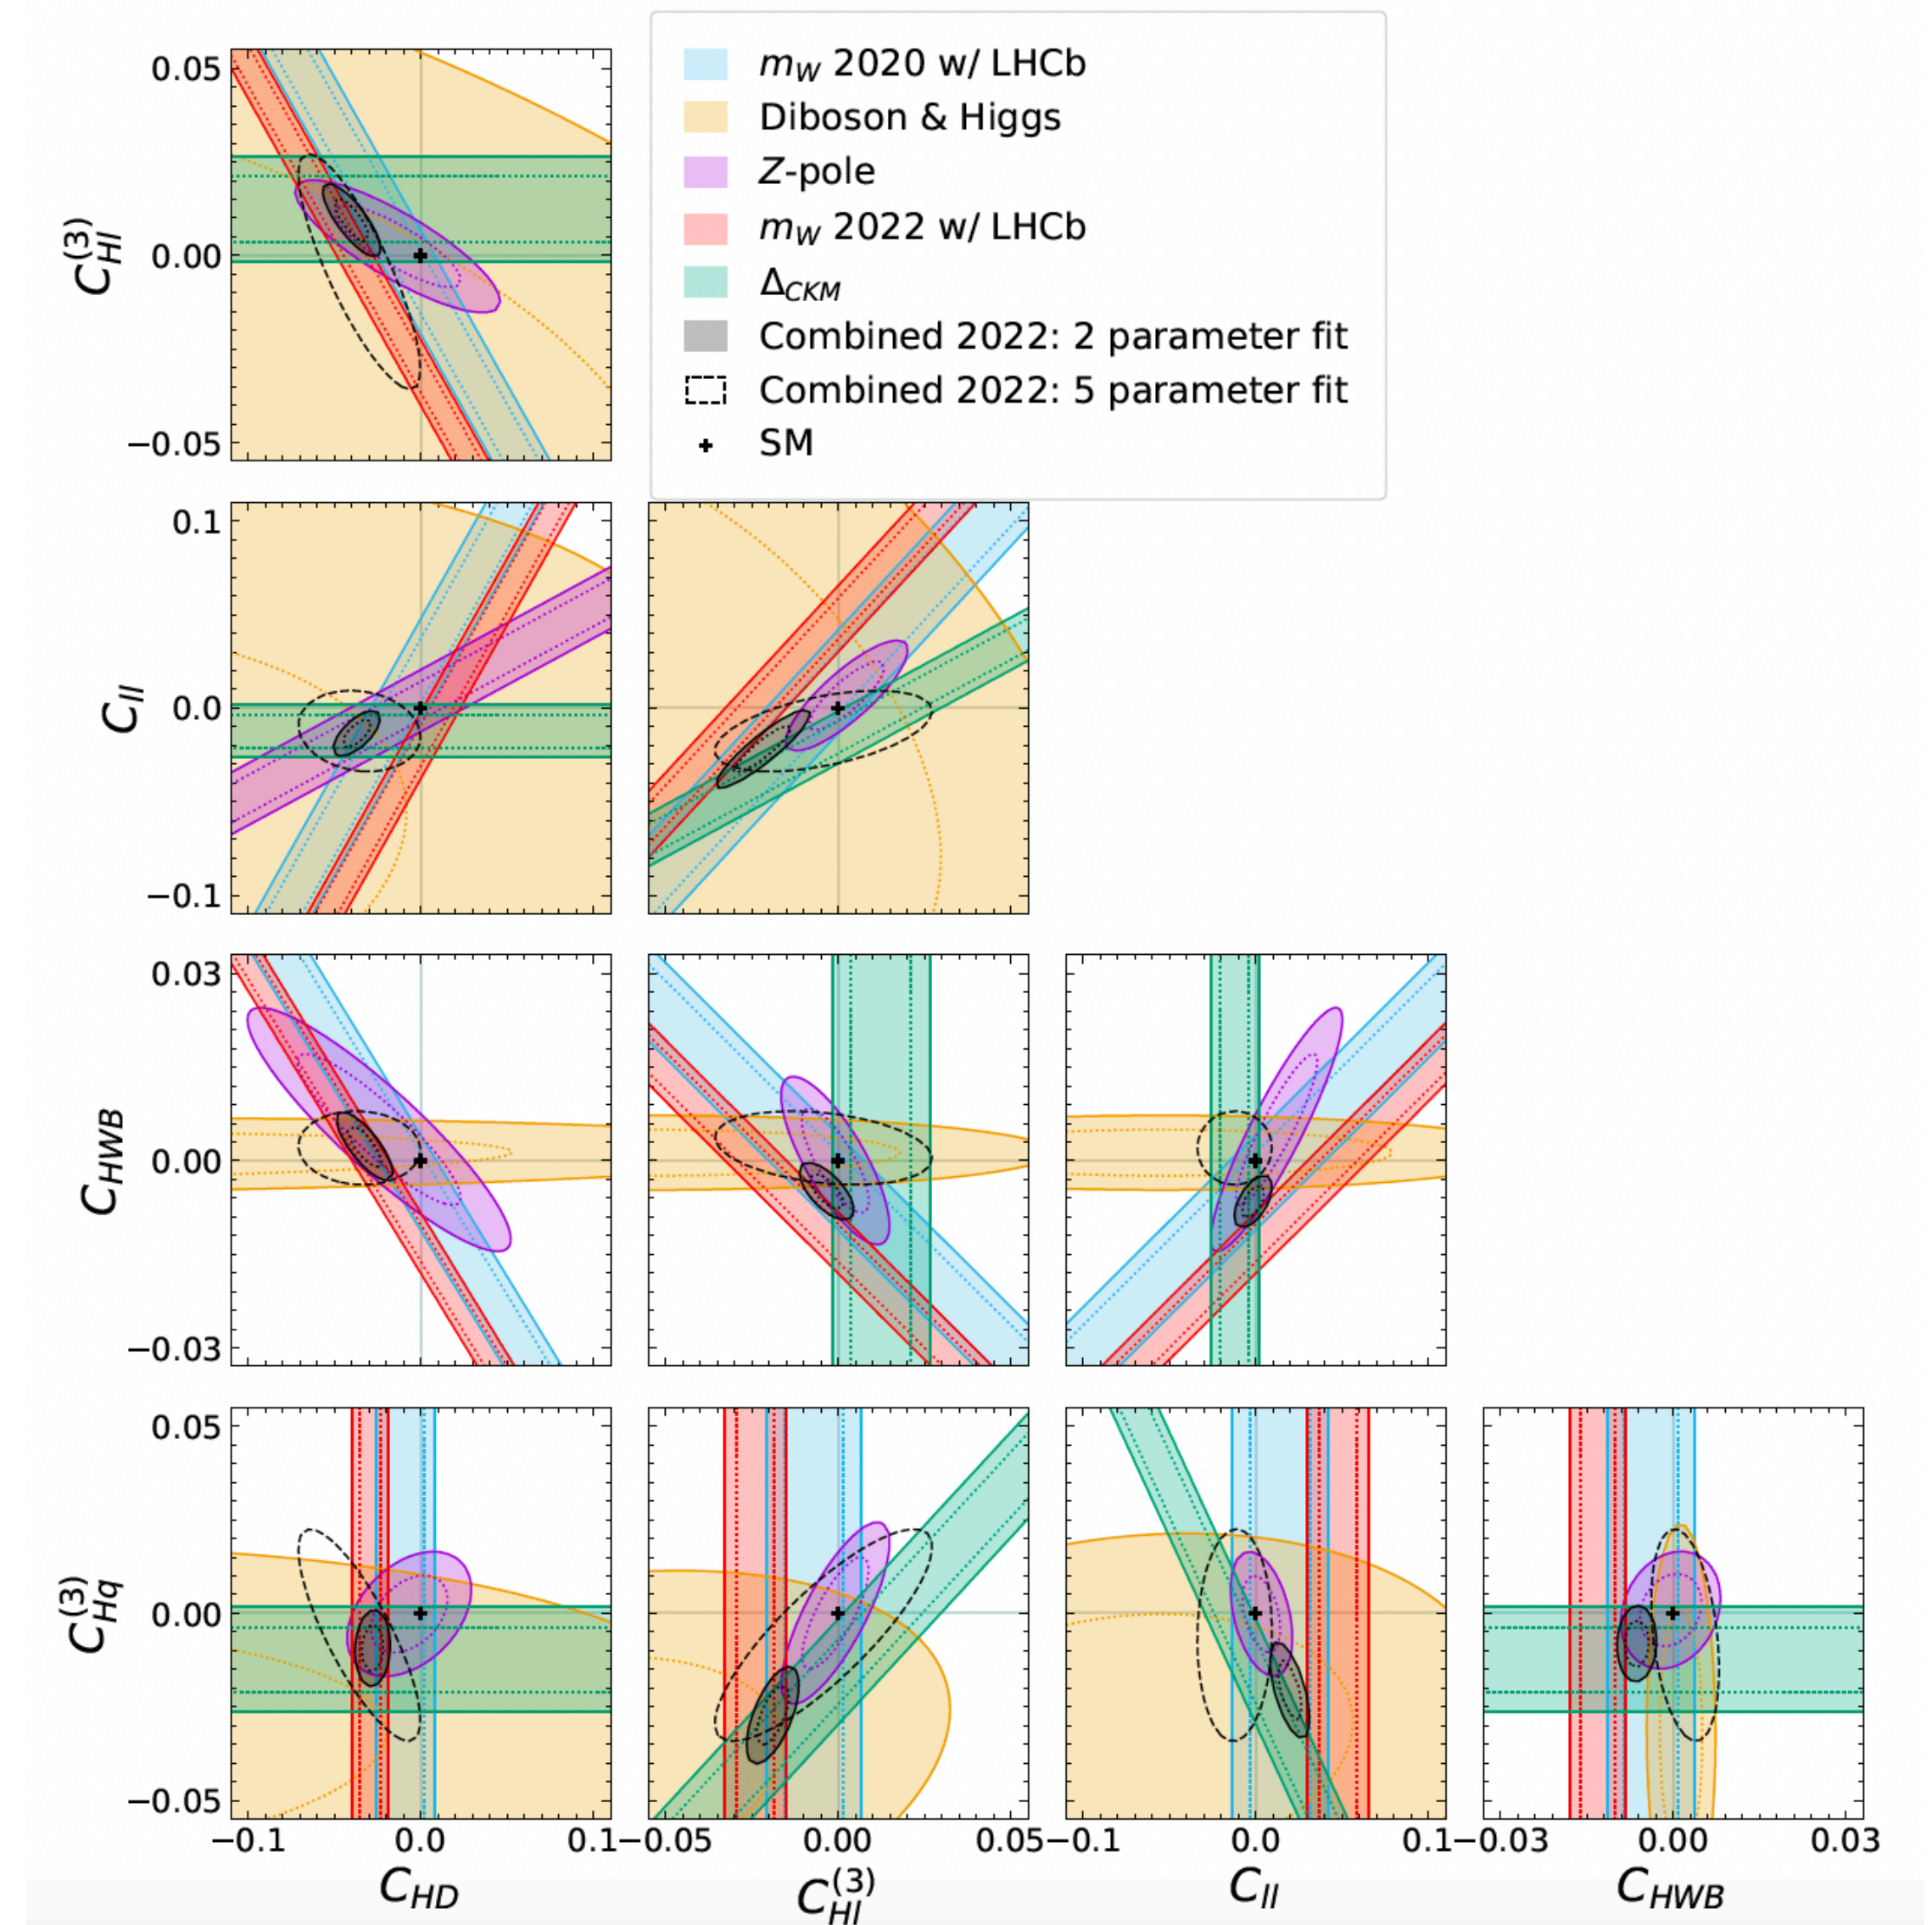 m_W 2020 w/ LHCb
Diboson & Higgs
Z-pole
m_W 2022 w/ LHCb
Δ_CKM
Combined 2022: 2 parameter fit
Combined 2022: 5 parameter fit
SM
0.05
0.00
−0.05
C_Hl^(3)
0.1
0.0
−0.1
C_ll
0.03
0.00
−0.03
C_HWB
0.05
0.00
−0.05
C_Hq^(3)
−0.1 0.0 0.1 −0.05 0.00 0.05 −0.1 0.0 0.1 −0.03 0.00 0.03
C_HD C_Hl^(3) C_ll C_HWB